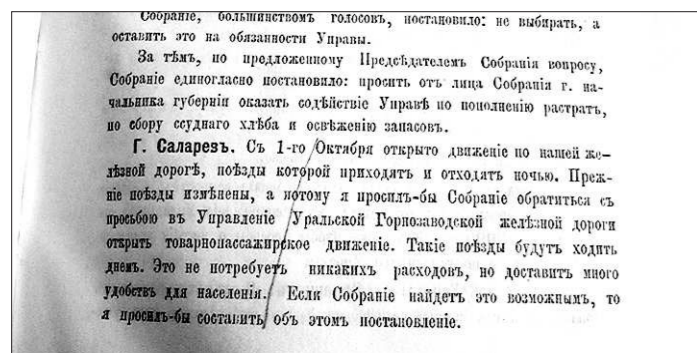 Собраніе, большинствомъ голосовъ, постановило: не выбирать, а
оставить это на обязанности Управы.
За тѣмъ, по предложенному Предсѣдателемъ Собранія вопросу,
Собраніе единогласно постановило: просить отъ лица Собранія г. на-
чальника губерніи оказать содѣйствіе Управѣ по пополненію растратъ,
по сбору ссуднаго хлѣба и освѣженію запасовъ.
Г. Саларевъ. Съ 1-го Октября открыто движеніе по нашей же-
лѣзной дорогѣ, поѣзды которой приходятъ и отходятъ ночью. Преж-
ніе поѣзды измѣнены, а потому я просилъ-бы Собраніе обратиться съ
просьбою въ Управленіе Уральской Горнозаводской желѣзной дороги
открыть товарнопассажирское движеніе. Такіе поѣзды будутъ ходить
днемъ. Это не потребуетъ никакихъ расходовъ, но доставитъ много
удобствъ для населенія. Если Собраніе найдетъ это возможнымъ, то
я просилъ-бы составить объ этомъ постановленіе.